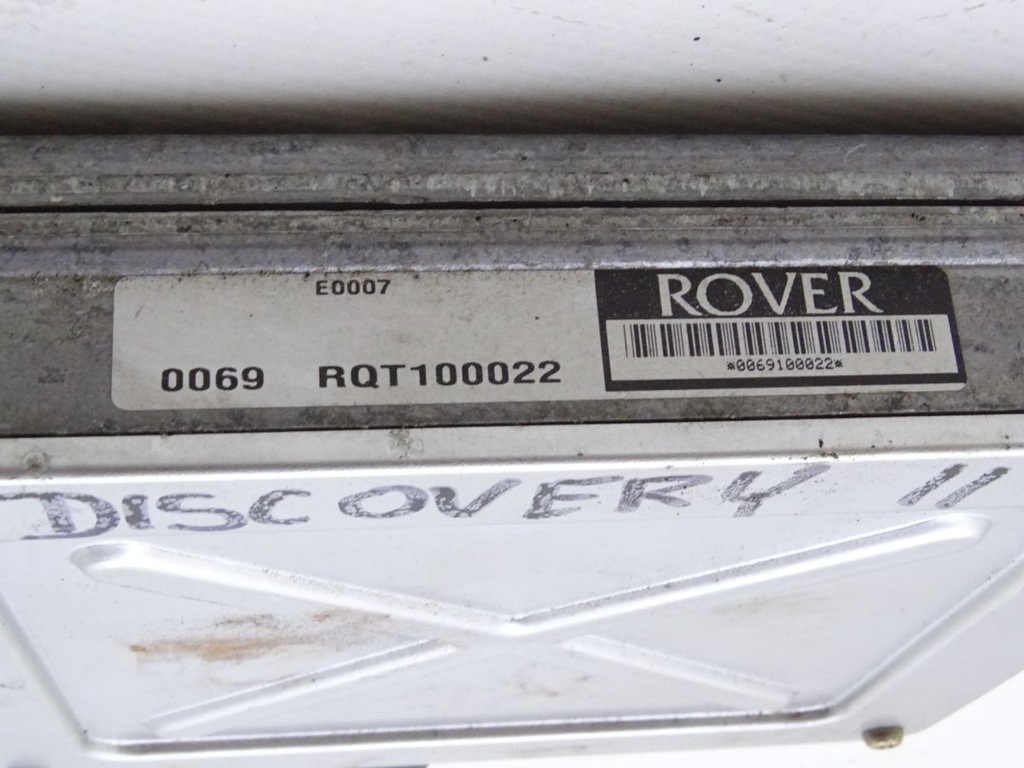 E0007
ROVER
*0069100022*
0069 RQT100022
DISCOVERY II